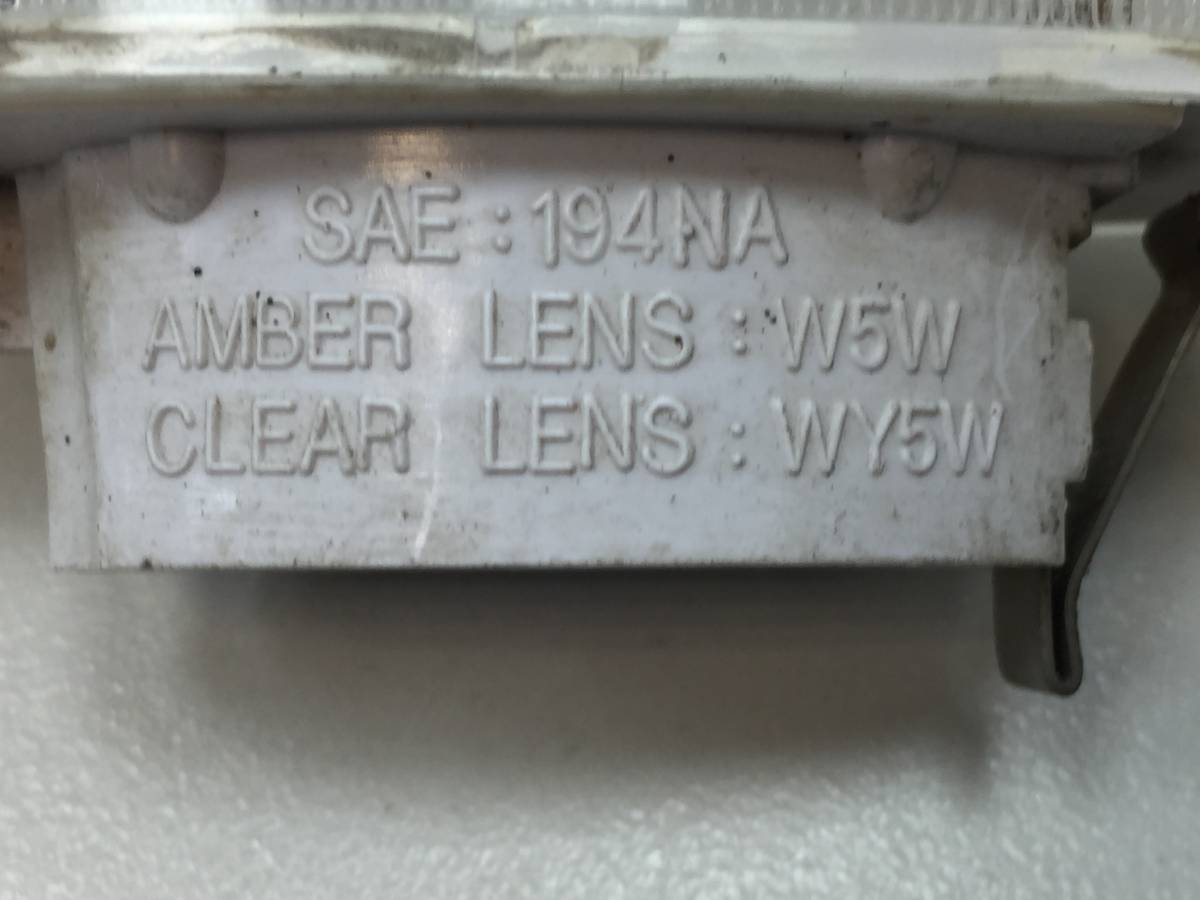 SAE : 194NA
AMBER LENS : W5W
CLEAR LENS : WY5W